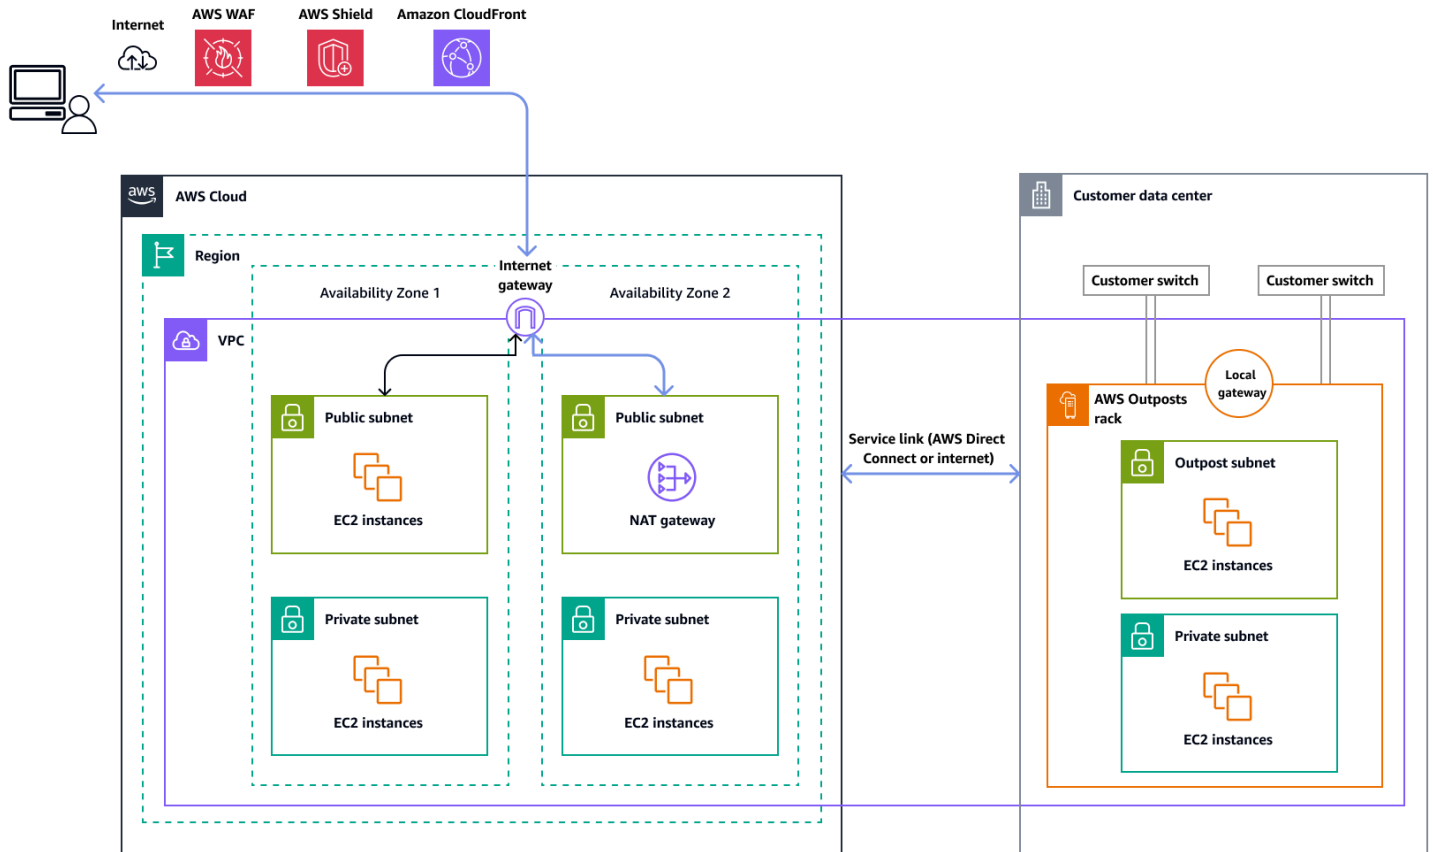 Internet
AWS WAF
AWS Shield
Amazon CloudFront
aws
AWS Cloud
Region
Availability Zone 1
Internet
gateway
Availability Zone 2
VPC
Public subnet
EC2 instances
Public subnet
NAT gateway
Private subnet
EC2 instances
Private subnet
EC2 instances
Service link (AWS Direct
Connect or internet)
Customer data center
Customer switch
Customer switch
Local
gateway
AWS Outposts
rack
Outpost subnet
EC2 instances
Private subnet
EC2 instances